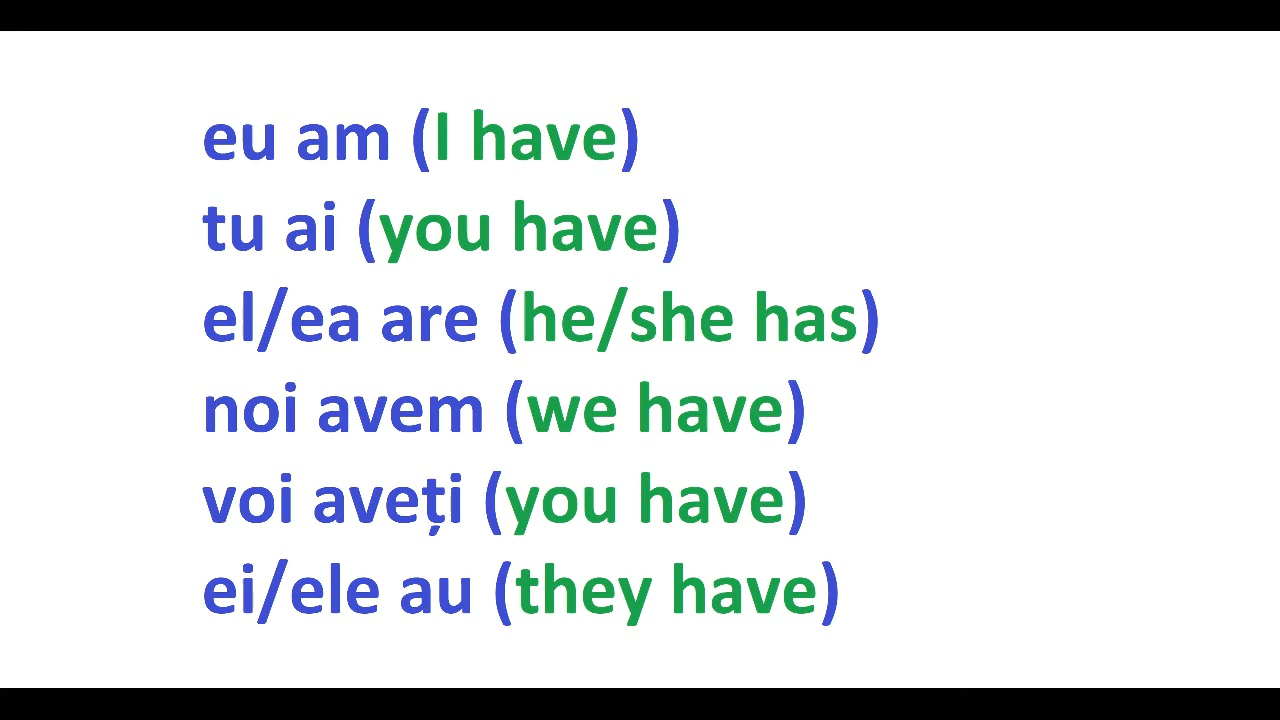 eu am (I have)
tu ai (you have)
el/ea are (he/she has)
noi avem (we have)
voi aveți (you have)
ei/ele au (they have)